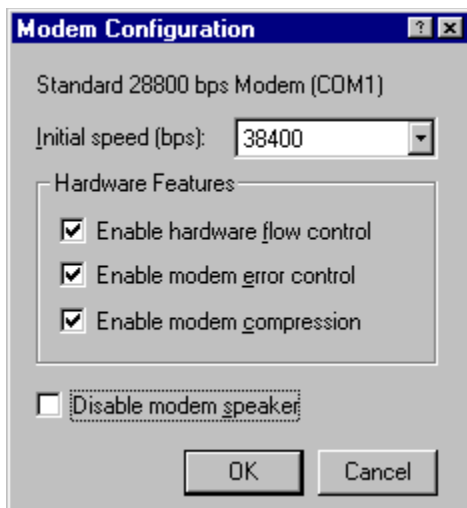 Modem Configuration
Standard 28800 bps Modem (COM1)
Initial speed (bps): 38400
Hardware Features
Enable hardware flow control
Enable modem error control
Enable modem compression
Disable modem speaker
OK Cancel